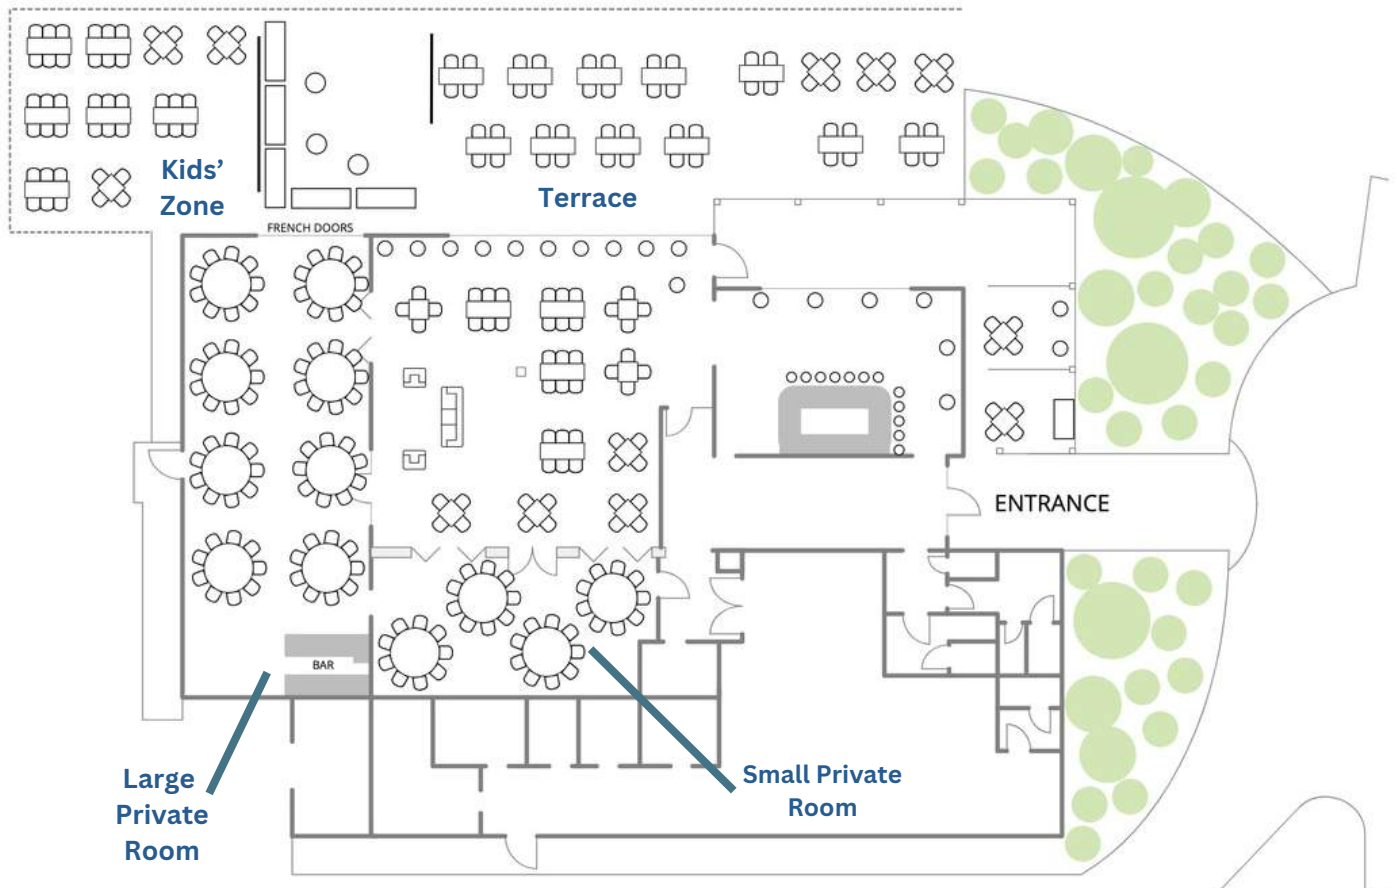 Kids’
Zone
Terrace
FRENCH DOORS
ENTRANCE
BAR
Large
Private
Room
Small Private
Room